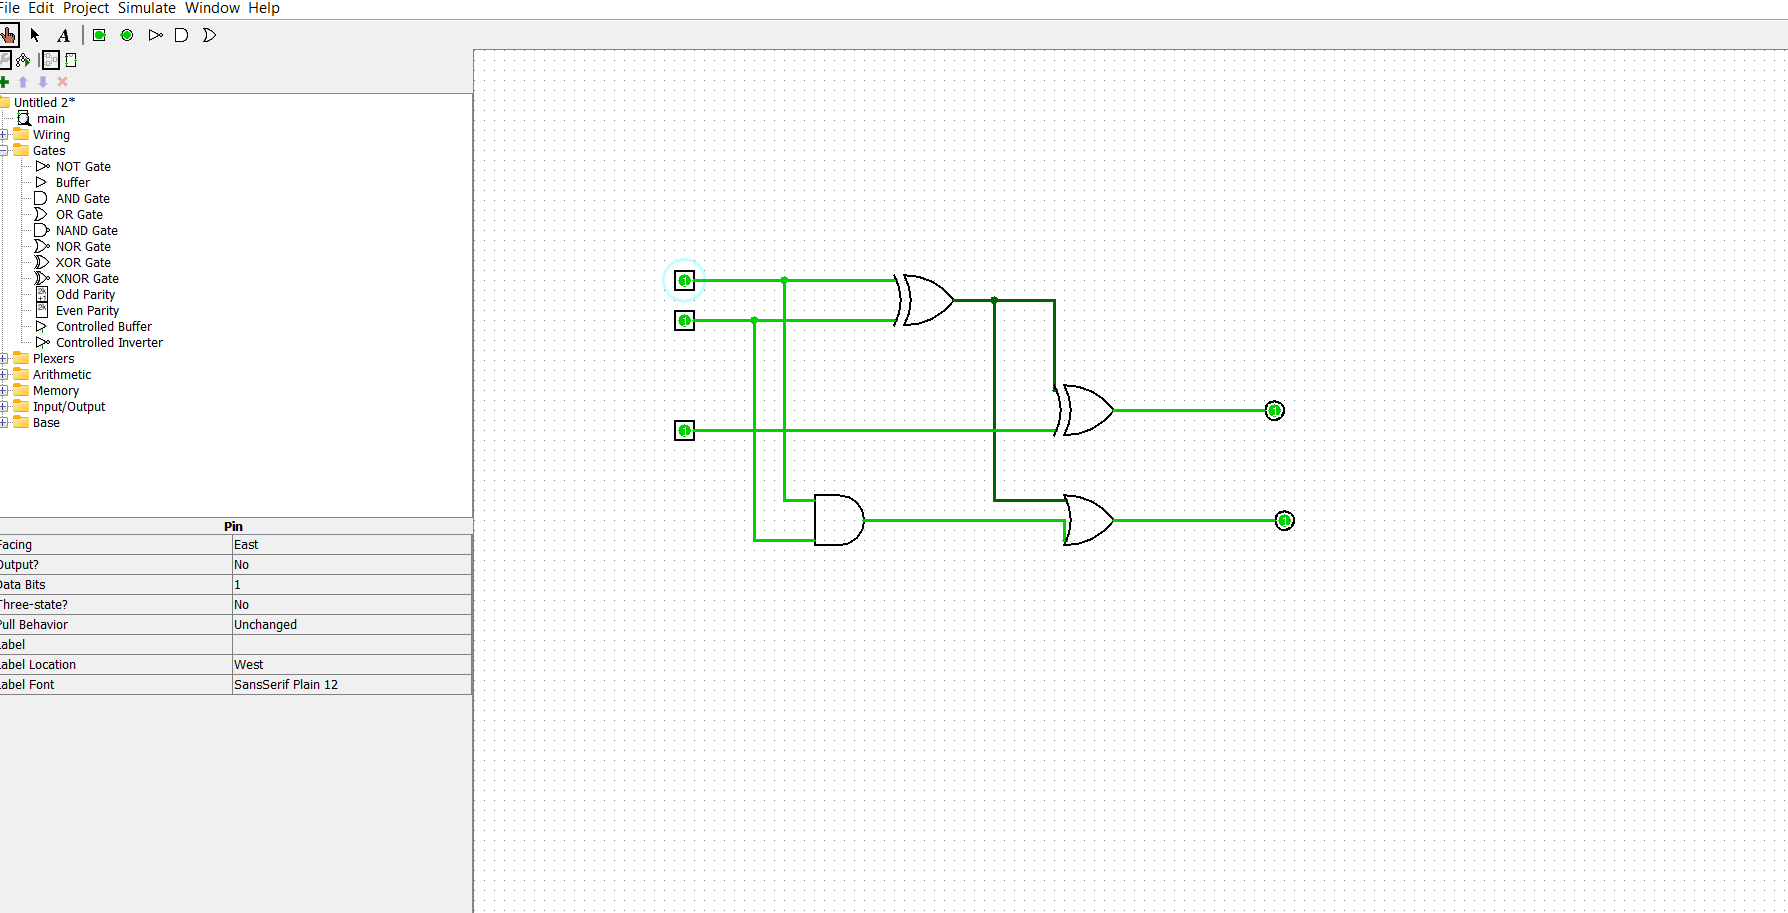 File Edit Project Simulate Window Help
A
Untitled 2*
main
Wiring
Gates
NOT Gate
Buffer
AND Gate
OR Gate
NAND Gate
NOR Gate
XOR Gate
XNOR Gate
Odd Parity
Even Parity
Controlled Buffer
Controlled Inverter
Plexers
Arithmetic
Memory
Input/Output
Base
Pin
Facing East
Output? No
Data Bits 1
Three-state? No
Pull Behavior Unchanged
Label
Label Location West
Label Font SansSerif Plain 12
1
1
1
1
1